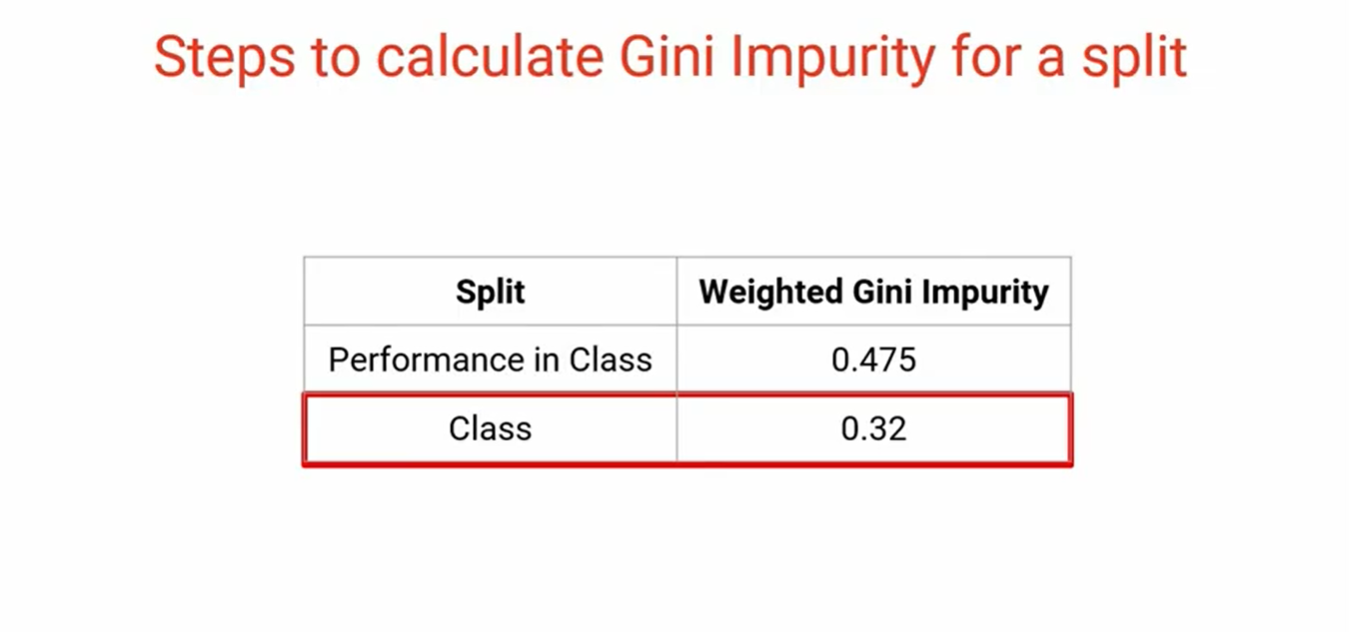 Steps to calculate Gini Impurity for a split
Split Weighted Gini Impurity
Performance in Class 0.475
Class 0.32